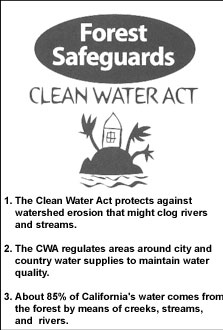 Forest
Safeguards
CLEAN WATER ACT
1. The Clean Water Act protects against
watershed erosion that might clog rivers
and streams.
2. The CWA regulates areas around city and
country water supplies to maintain water
quality.
3. About 85% of California's water comes from
the forest by means of creeks, streams,
and rivers.